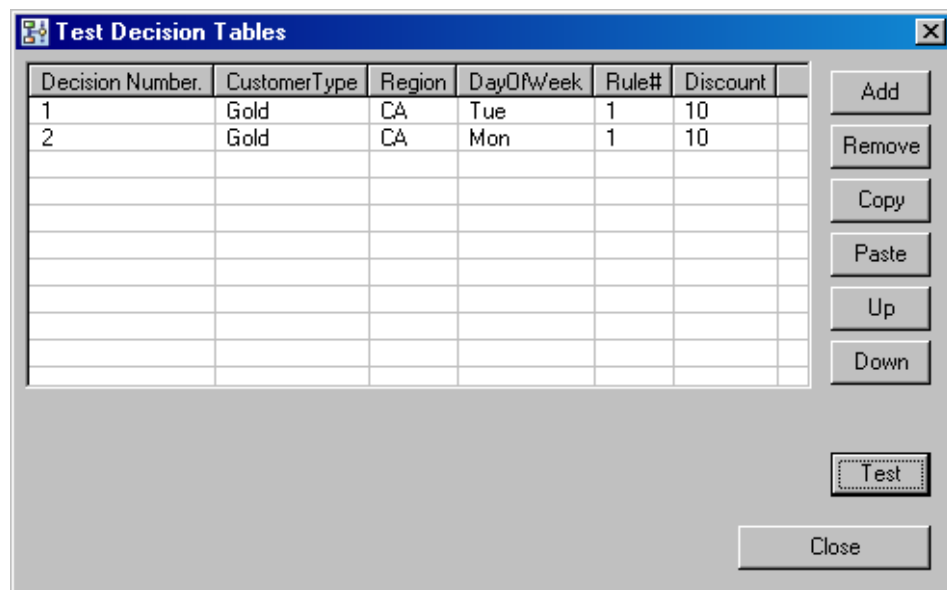 Test Decision Tables
Decision Number. CustomerType Region DayOfWeek Rule# Discount
1 Gold CA Tue 1 10
2 Gold CA Mon 1 10
Add
Remove
Copy
Paste
Up
Down
Test
Close